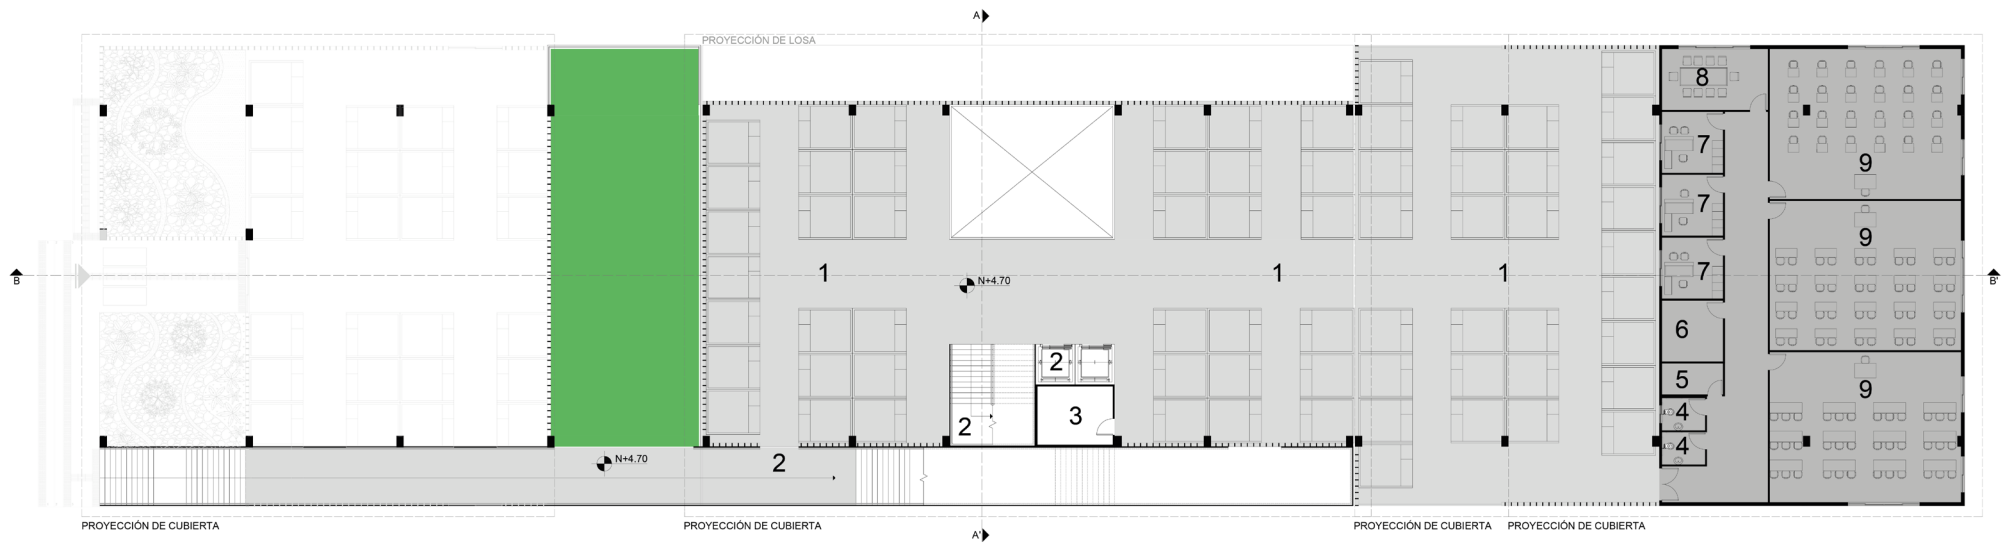 A
PROYECCIÓN DE LOSA
8
9
7
7
7
9
1
1
1
B
B'
N+4.70
6
2
5
9
3
4
2
4
N+4.70
2
PROYECCIÓN DE CUBIERTA
PROYECCIÓN DE CUBIERTA
PROYECCIÓN DE CUBIERTA
PROYECCIÓN DE CUBIERTA
A'